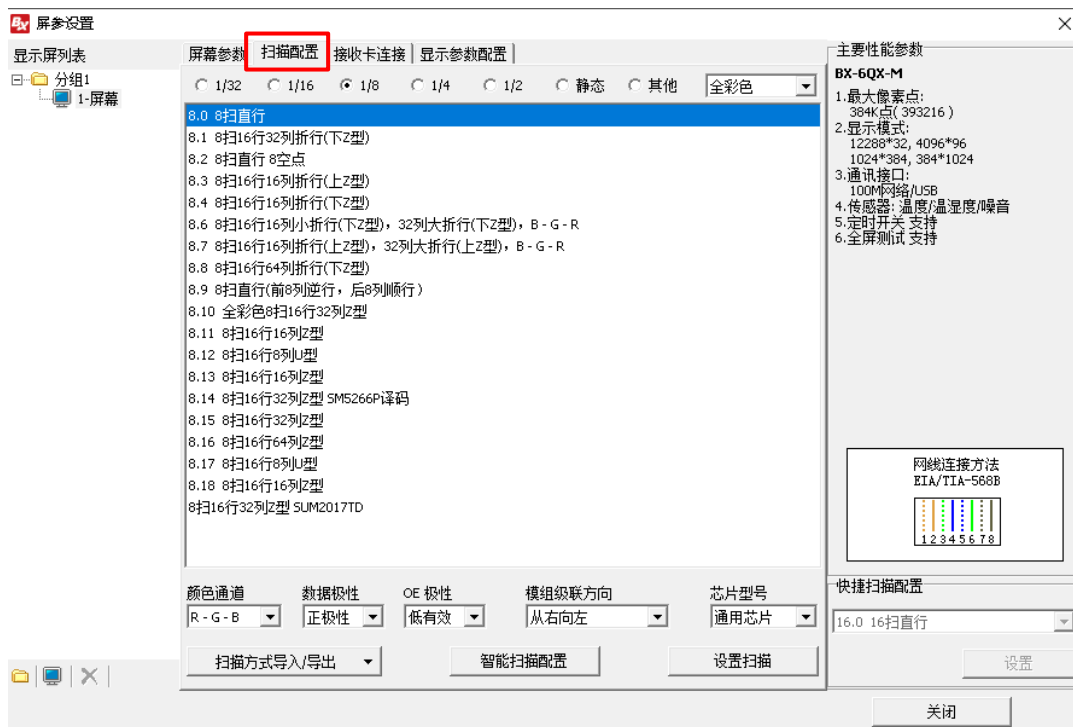 BX 屏参设置
显示屏列表
分组1
1-屏幕
屏幕参数 扫描配置 接收卡连接 显示参数配置
1/32 1/16 1/8 1/4 1/2 静态 其他 全彩色
8.0 8扫直行
8.1 8扫16行32列折行(下Z型)
8.2 8扫直行 8空点
8.3 8扫16行16列折行(上Z型)
8.4 8扫16行16列折行(下Z型)
8.6 8扫16行16列小折行(下Z型)，32列大折行(下Z型)，B - G - R
8.7 8扫16行16列折行(上Z型)，32列大折行(上Z型)，B - G - R
8.8 8扫16行64列折行(下Z型)
8.9 8扫直行(前8列逆行，后8列顺行)
8.10 全彩色8扫16行32列Z型
8.11 8扫16行16列Z型
8.12 8扫16行8列U型
8.13 8扫16行16列Z型
8.14 8扫16行32列Z型 SM5266P译码
8.15 8扫16行32列Z型
8.16 8扫16行64列Z型
8.17 8扫16行8列U型
8.18 8扫16行16列Z型
8扫16行32列Z型 SUM2017TD
颜色通道 数据极性 OE 极性 模组级联方向 芯片型号
R - G - B 正极性 低有效 从右向左 通用芯片
扫描方式导入/导出 智能扫描配置 设置扫描
主要性能参数
BX-6QX-M
1.最大像素点:
384K点( 393216 )
2.显示模式:
12288*32, 4096*96
1024*384, 384*1024
3.通讯接口:
100M网络/USB
4.传感器: 温度/温湿度/噪音
5.定时开关 支持
6.全屏测试 支持
网线连接方法
EIA/TIA-568B
1 2 3 4 5 6 7 8
快捷扫描配置
16.0 16扫直行
设置
关闭